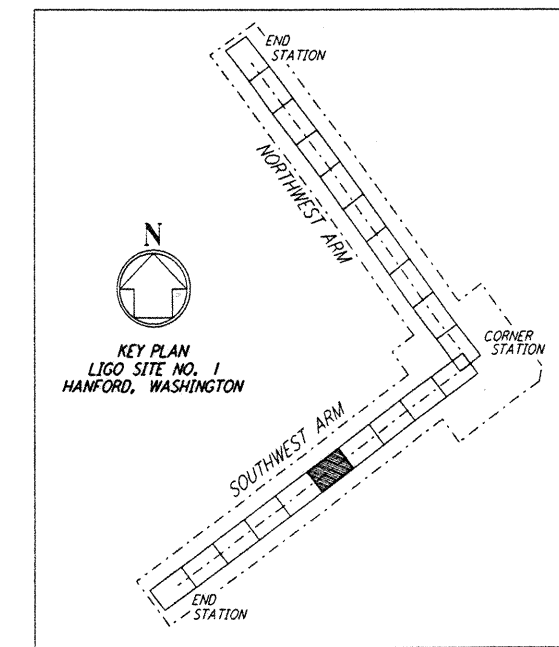 END
STATION
NORTHWEST ARM
N
KEY PLAN
LIGO SITE NO. 1
HANFORD, WASHINGTON
CORNER
STATION
SOUTHWEST ARM
END
STATION